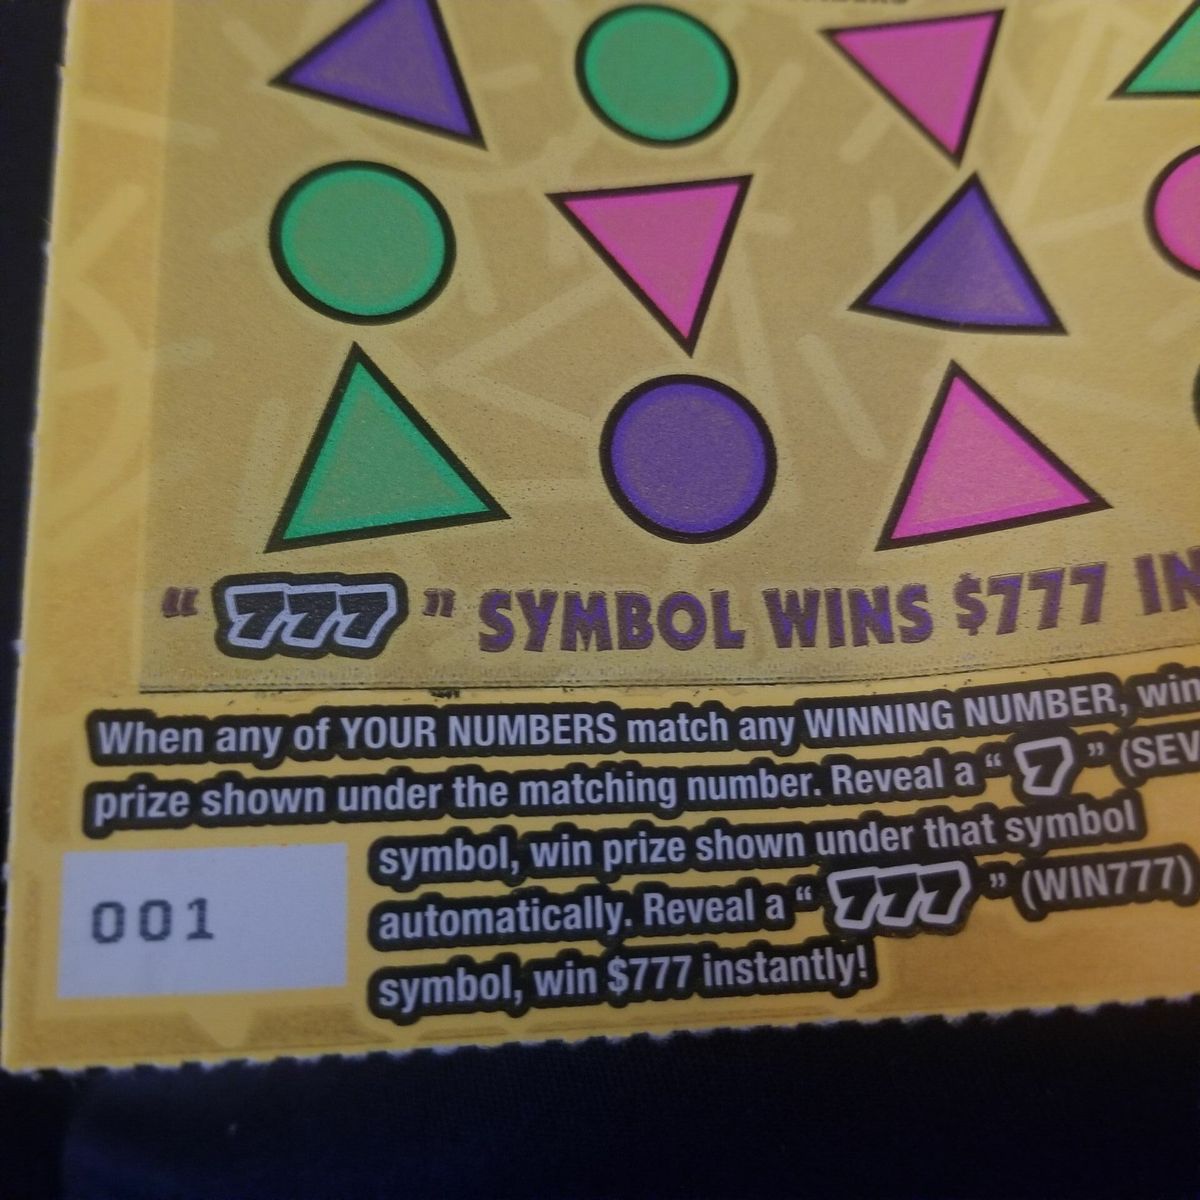 “ 777 ” SYMBOL WINS $777 IN
When any of YOUR NUMBERS match any WINNING NUMBER, win
prize shown under the matching number. Reveal a “ 7 ” (SEV
symbol, win prize shown under that symbol
automatically. Reveal a “ 777 ” (WIN777)
symbol, win $777 instantly!
001